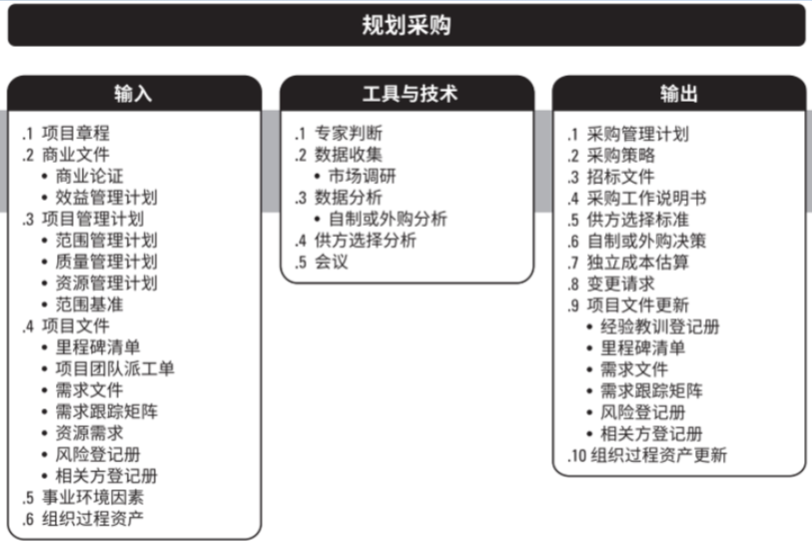 规划采购
输入
.1 项目章程
.2 商业文件
• 商业论证
• 效益管理计划
.3 项目管理计划
• 范围管理计划
• 质量管理计划
• 资源管理计划
• 范围基准
.4 项目文件
• 里程碑清单
• 项目团队派工单
• 需求文件
• 需求跟踪矩阵
• 资源需求
• 风险登记册
• 相关方登记册
.5 事业环境因素
.6 组织过程资产
工具与技术
.1 专家判断
.2 数据收集
• 市场调研
.3 数据分析
• 自制或外购分析
.4 供方选择分析
.5 会议
输出
.1 采购管理计划
.2 采购策略
.3 招标文件
.4 采购工作说明书
.5 供方选择标准
.6 自制或外购决策
.7 独立成本估算
.8 变更请求
.9 项目文件更新
• 经验教训登记册
• 里程碑清单
• 需求文件
• 需求跟踪矩阵
• 风险登记册
• 相关方登记册
.10 组织过程资产更新